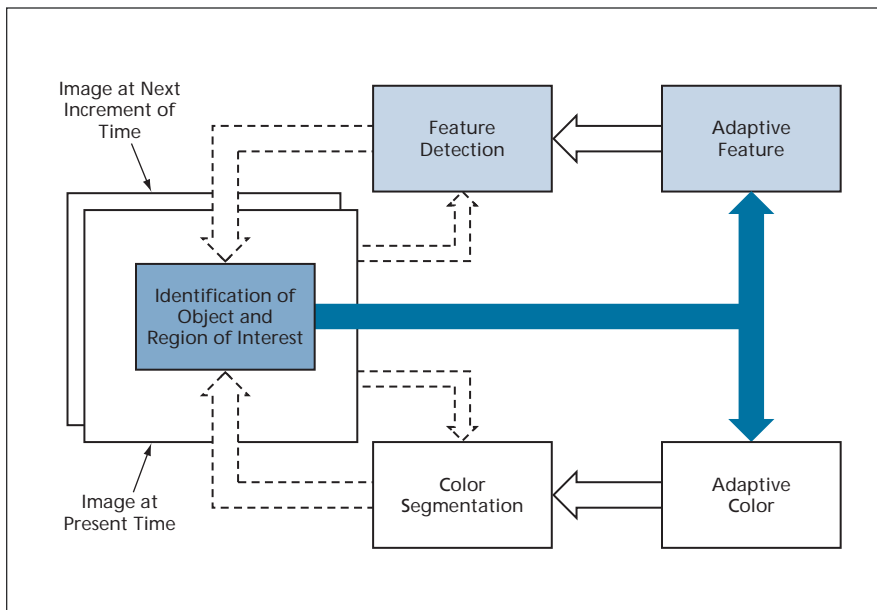 Image at Next
Increment of
Time
Feature
Detection
Adaptive
Feature
Identification of
Object and
Region of Interest
Image at
Present Time
Color
Segmentation
Adaptive
Color